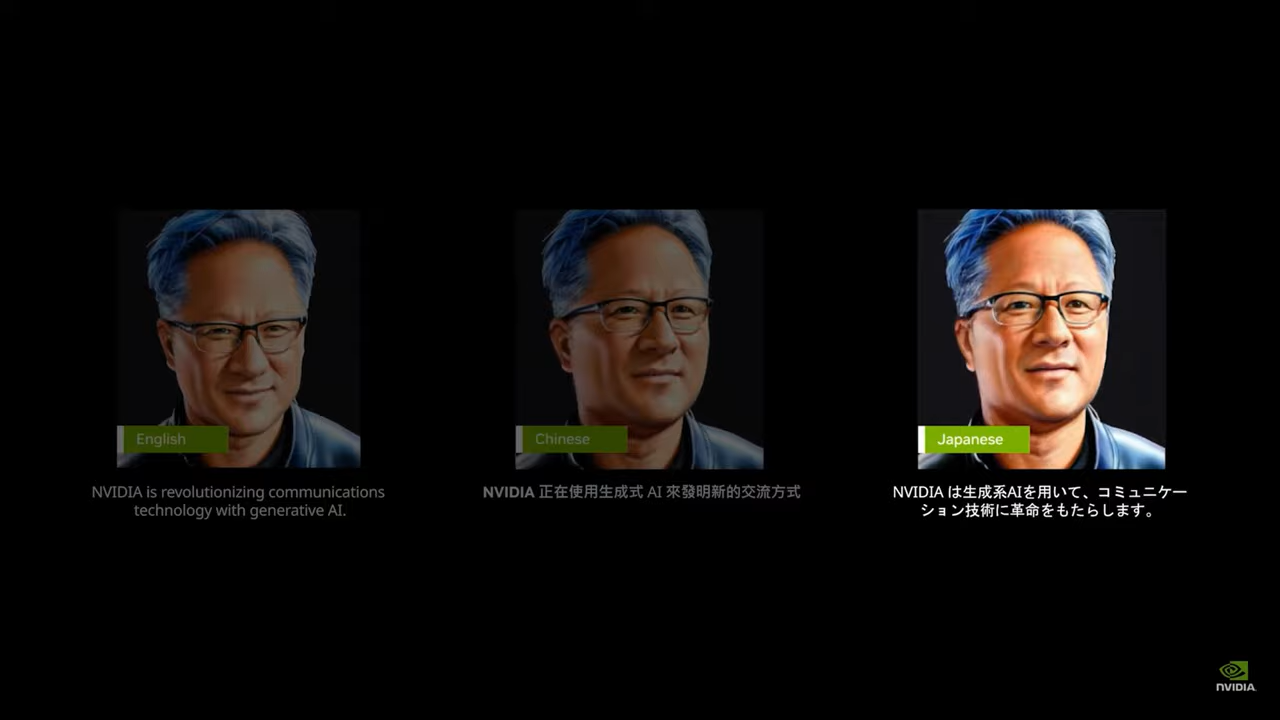 English
NVIDIA is revolutionizing communications
technology with generative AI.
Chinese
NVIDIA 正在使用生成式 AI 來發明新的交流方式
Japanese
NVIDIA は生成系AIを用いて、コミュニケー
ション技術に革命をもたらします。
NVIDIA